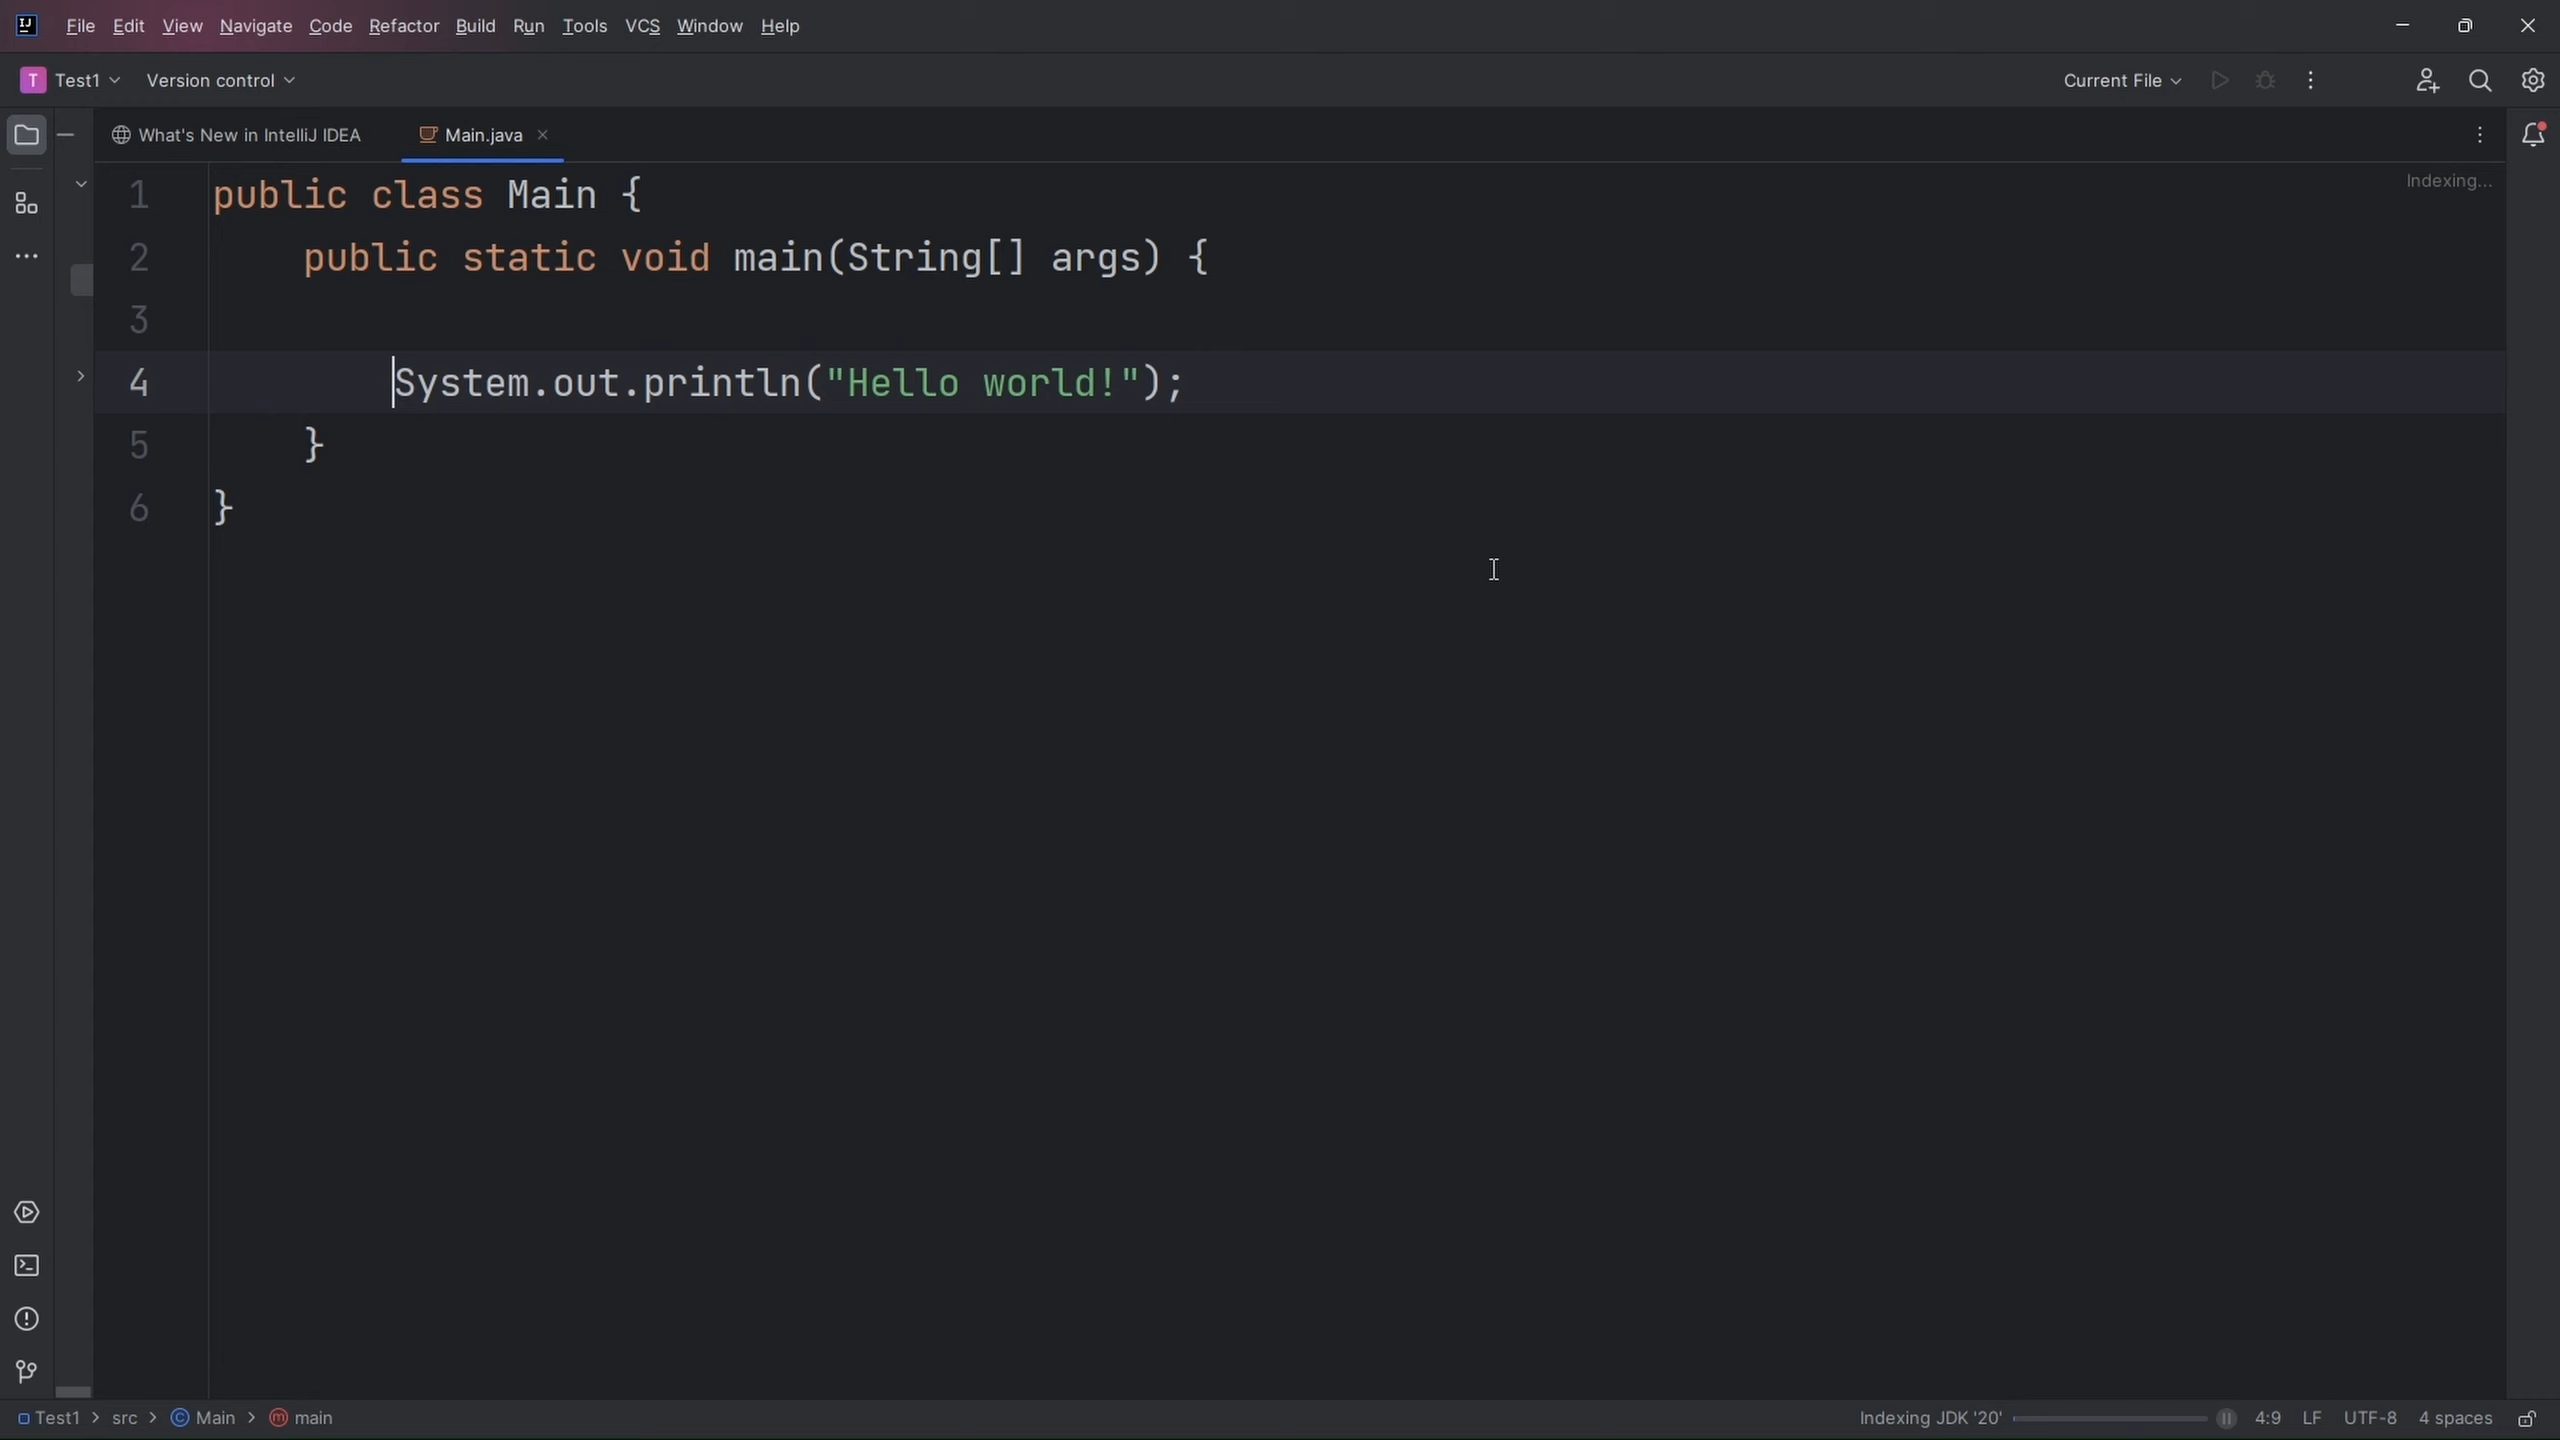 IJ File Edit View Navigate Code Refactor Build Run Tools VCS Window Help
T Test1 Version control Current File
What's New in IntelliJ IDEA Main.java
Indexing...
1 public class Main {
2     public static void main(String[] args) {
3
4         System.out.println("Hello world!");
5     }
6 }
Test1 > src > Main > main Indexing JDK '20' 4:9 LF UTF-8 4 spaces